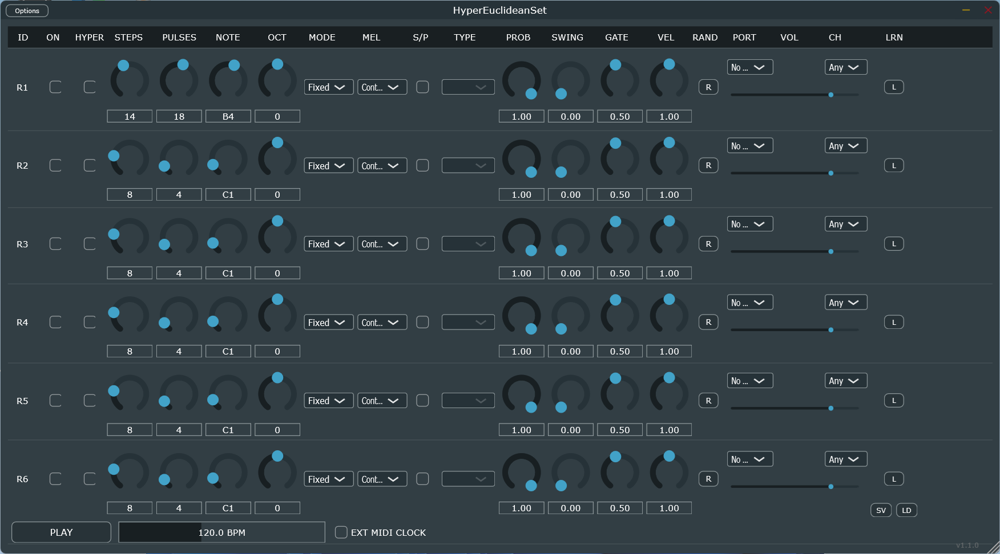 Options HyperEuclideanSet
ID ON HYPER STEPS PULSES NOTE OCT MODE MEL S/P TYPE PROB SWING GATE VEL RAND PORT VOL CH LRN
No ... Any
R1 Fixed Cont... R L
14 18 B4 0 1.00 0.00 0.50 1.00
No ... Any
R2 Fixed Cont... R L
8 4 C1 0 1.00 0.00 0.50 1.00
No ... Any
R3 Fixed Cont... R L
8 4 C1 0 1.00 0.00 0.50 1.00
No ... Any
R4 Fixed Cont... R L
8 4 C1 0 1.00 0.00 0.50 1.00
No ... Any
R5 Fixed Cont... R L
8 4 C1 0 1.00 0.00 0.50 1.00
No ... Any
R6 Fixed Cont... R L
8 4 C1 0 1.00 0.00 0.50 1.00 SV LD
PLAY 120.0 BPM EXT MIDI CLOCK
v1.1.0